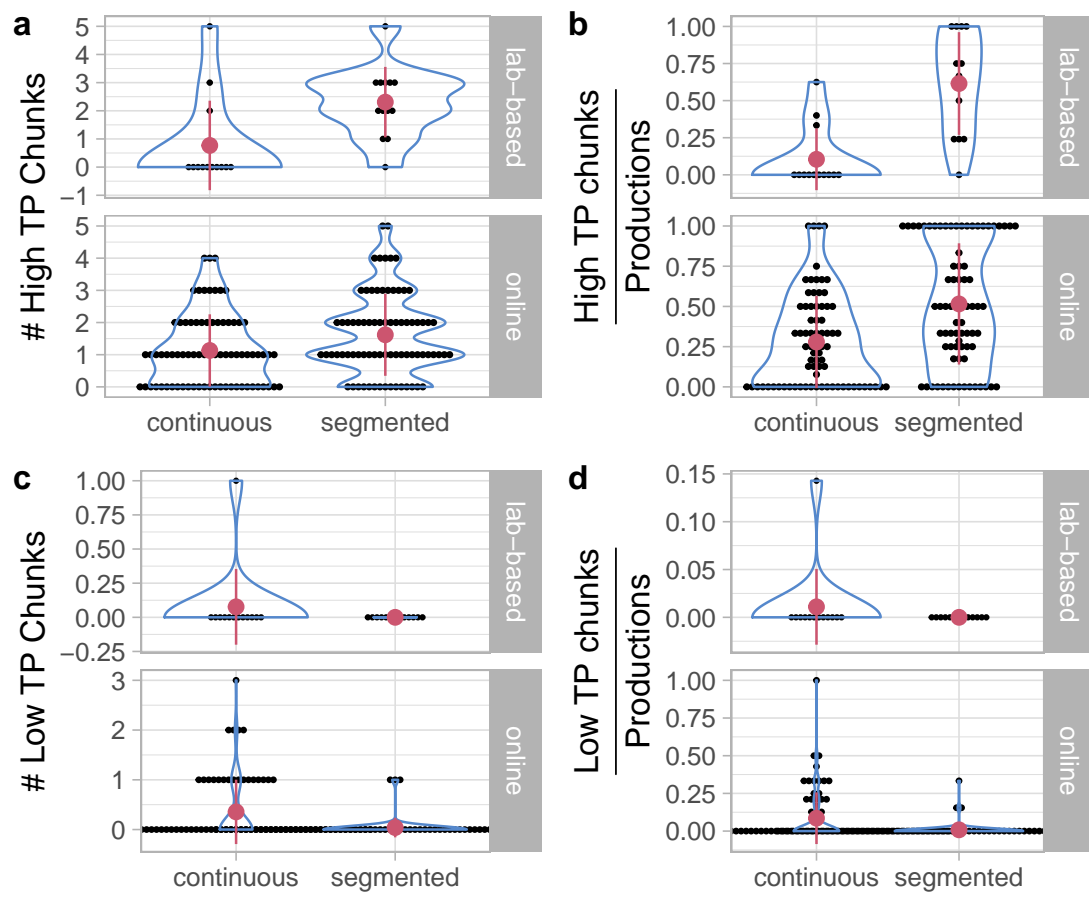 a
# High TP Chunks
5
4
3
2
1
0
−1
lab−based
5
4
3
2
1
0
online
continuous
segmented
b
High TP chunks
Productions
1.00
0.75
0.50
0.25
0.00
lab−based
1.00
0.75
0.50
0.25
0.00
online
continuous
segmented
c
# Low TP Chunks
1.00
0.75
0.50
0.25
0.00
−0.25
lab−based
3
2
1
0
online
continuous
segmented
d
Low TP chunks
Productions
0.15
0.10
0.05
0.00
lab−based
1.00
0.75
0.50
0.25
0.00
online
continuous
segmented